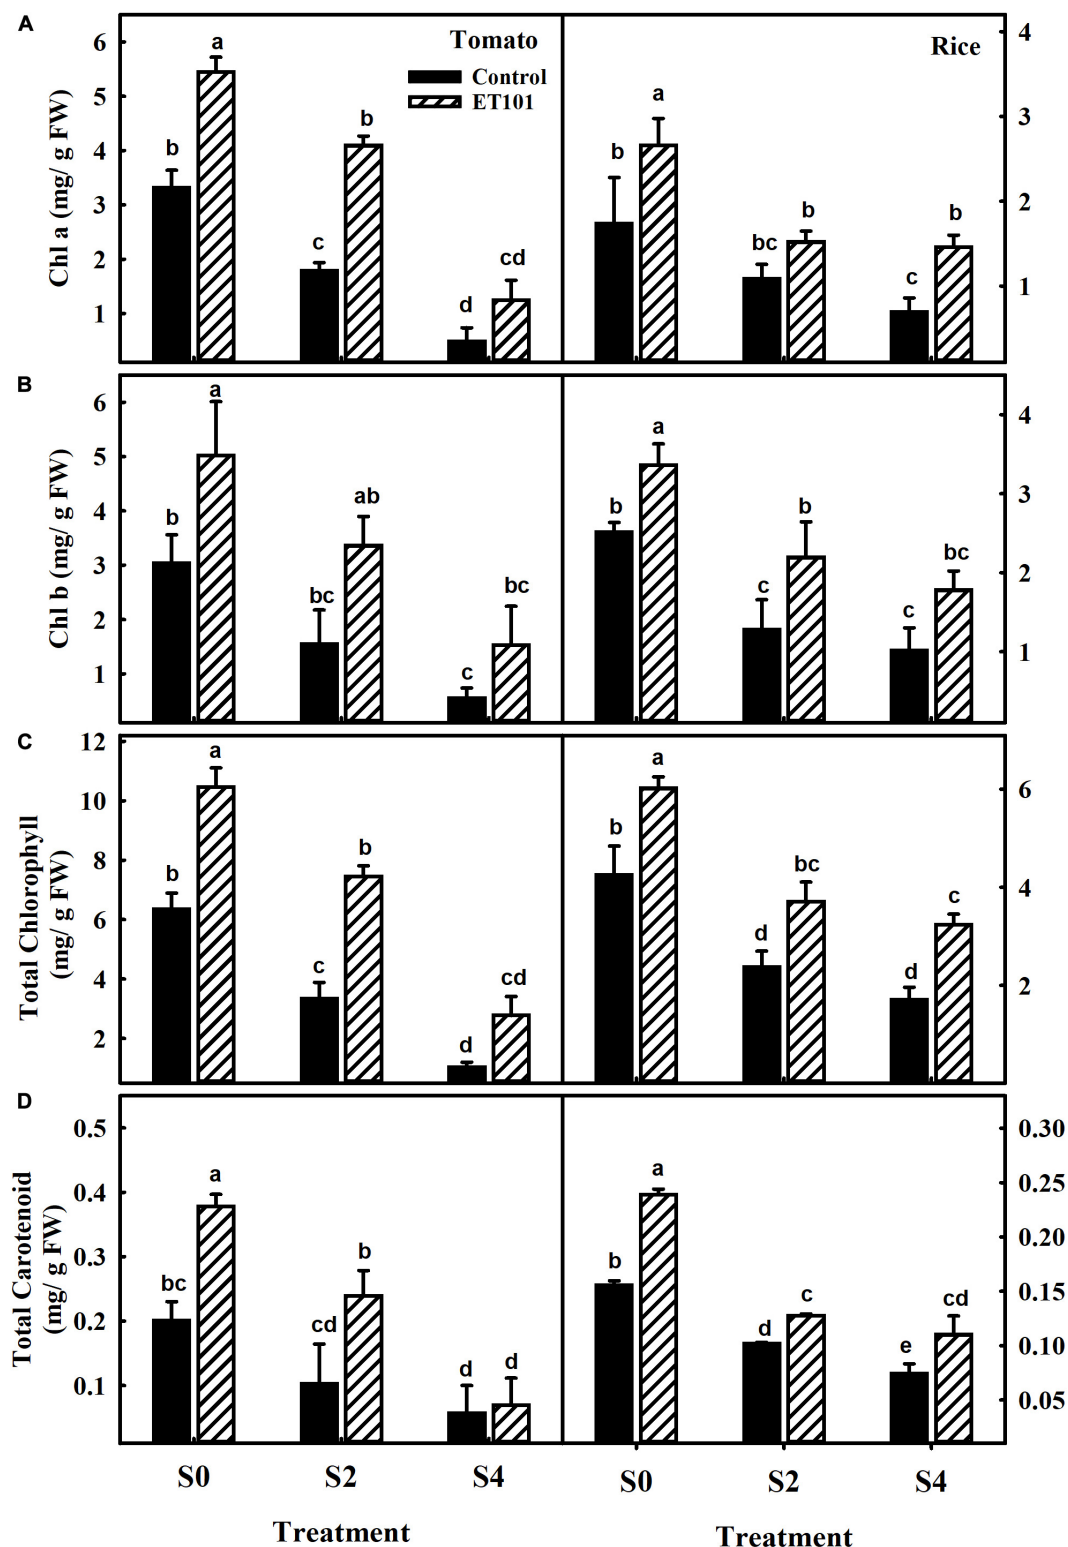 A
Tomato
Rice
Control
ET101
Chl a (mg/ g FW)
6
5
4
3
2
1
4
3
2
1
b
a
c
b
d
cd
b
a
bc
b
c
b
B
Chl b (mg/ g FW)
6
5
4
3
2
1
4
3
2
1
b
a
bc
ab
c
bc
b
a
c
b
c
bc
C
Total Chlorophyll
(mg/ g FW)
12
10
8
6
4
2
6
4
2
b
a
c
b
d
cd
b
a
d
bc
d
c
D
Total Carotenoid
(mg/ g FW)
0.5
0.4
0.3
0.2
0.1
0.30
0.25
0.20
0.15
0.10
0.05
bc
a
cd
b
d
d
b
a
d
c
e
cd
S0 S2 S4 S0 S2 S4
Treatment Treatment